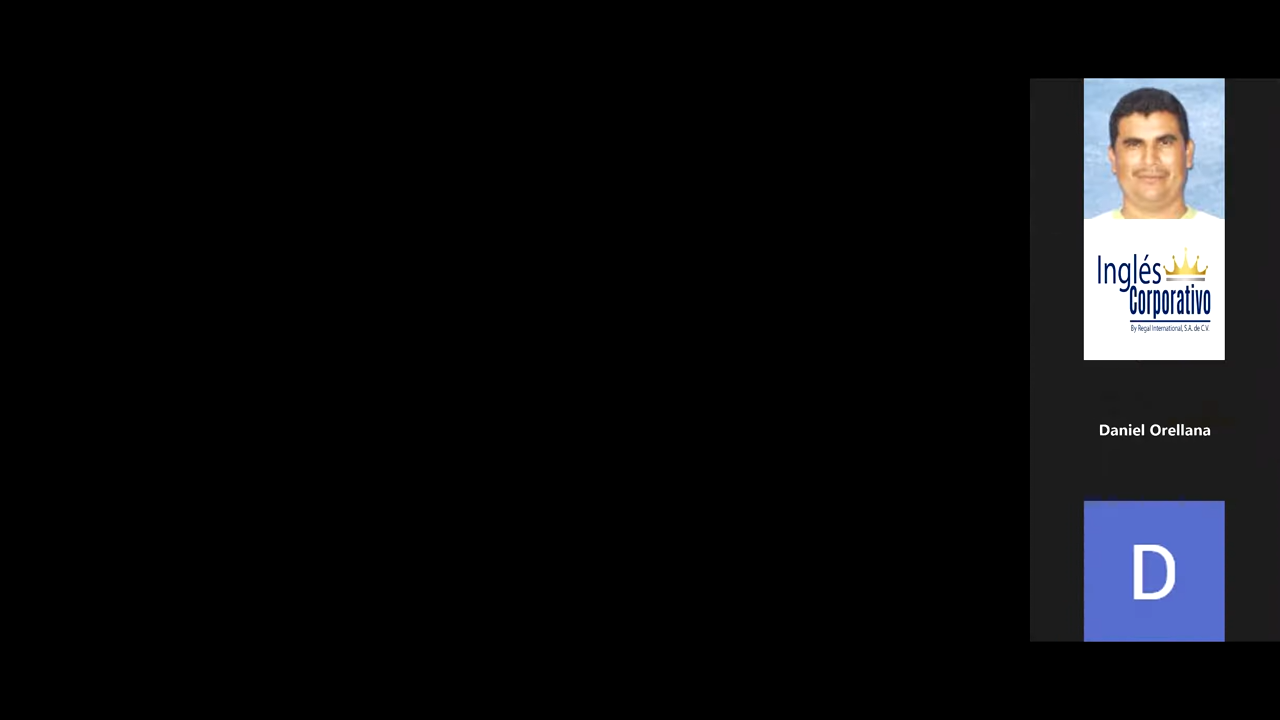 Inglés
Corporativo
By Regal International, S.A. de C.V.
Daniel Orellana
D